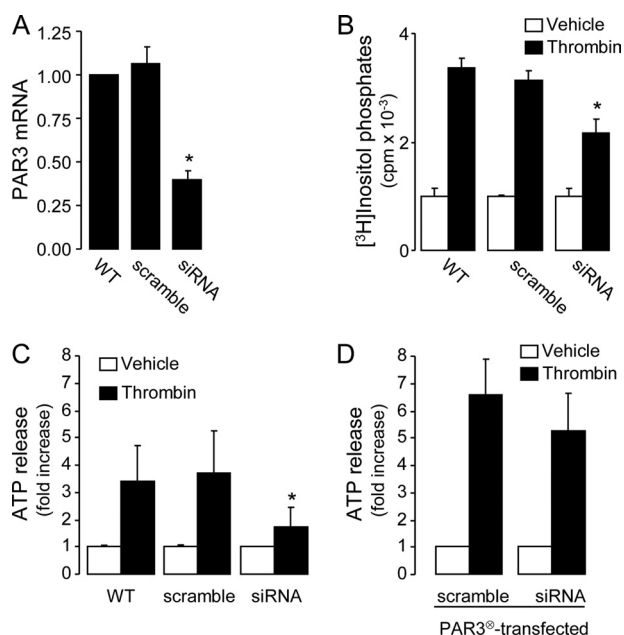 A
1.25
1.00
0.75
0.50
0.25
0.00
PAR3 mRNA
*
WT
scramble
siRNA
B
Vehicle
Thrombin
4
2
0
[³H]Inositol phosphates
(cpm x 10⁻³)
*
WT
scramble
siRNA
C
8
7
6
5
4
3
2
1
0
ATP release
(fold increase)
Vehicle
Thrombin
*
WT
scramble
siRNA
D
8
7
6
5
4
3
2
1
0
ATP release
(fold increase)
Vehicle
Thrombin
scramble
siRNA
PAR3⊗-transfected